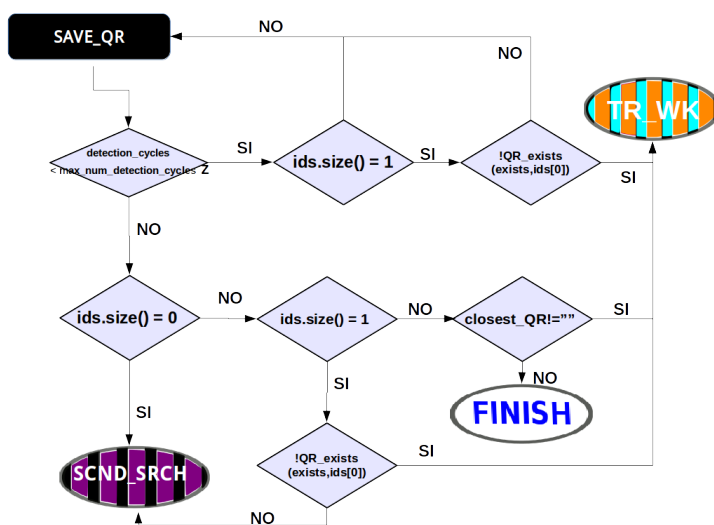 NO
SAVE_QR
NO
TR_WK
detection_cycles
< max_num_detection_cycles Z
SI
ids.size() = 1
SI
!QR_exists
(exists,ids[0])
SI
NO
ids.size() = 0
NO
ids.size() = 1
NO
closest_QR!=””
SI
SI
NO
FINISH
SI
SCND_SRCH
!QR_exists
(exists,ids[0])
SI
NO